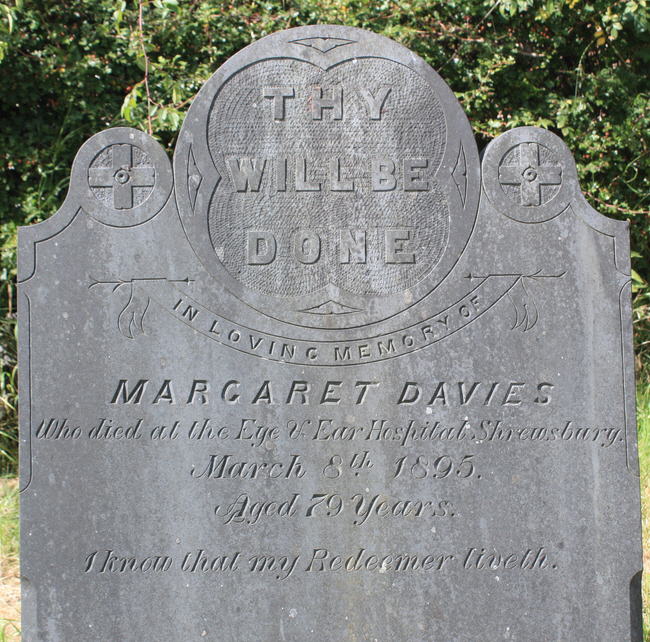 THY
WILL BE
DONE
IN LOVING MEMORY OF
MARGARET DAVIES
Who died at the Eye & Ear Hospital Shrewsbury.
March 8th 1895.
Aged 79 Years.
I know that my Redeemer liveth.